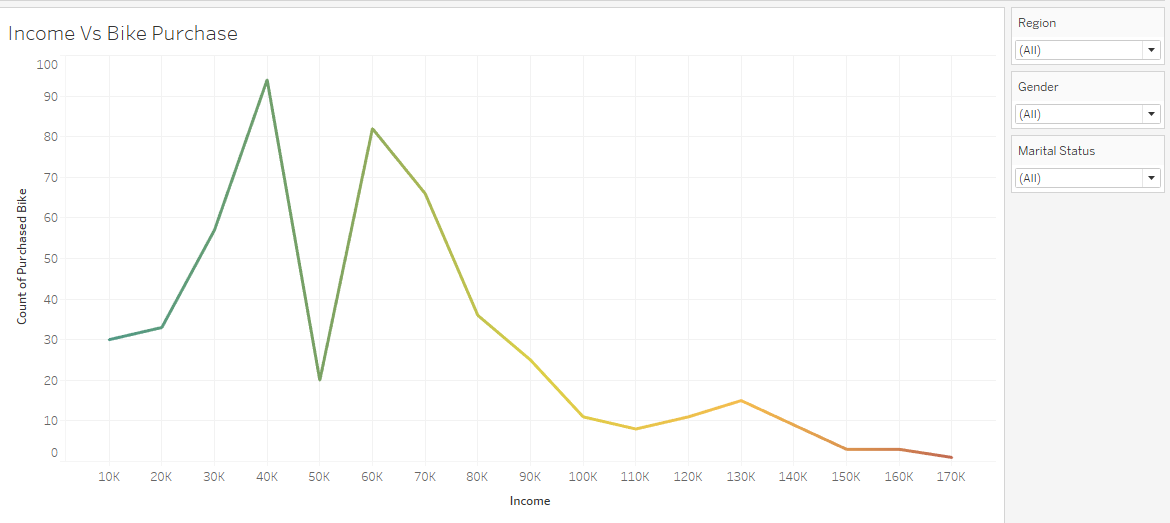 Income Vs Bike Purchase
Count of Purchased Bike
100
90
80
70
60
50
40
30
20
10
0
10K 20K 30K 40K 50K 60K 70K 80K 90K 100K 110K 120K 130K 140K 150K 160K 170K
Income
Region
(All)
Gender
(All)
Marital Status
(All)